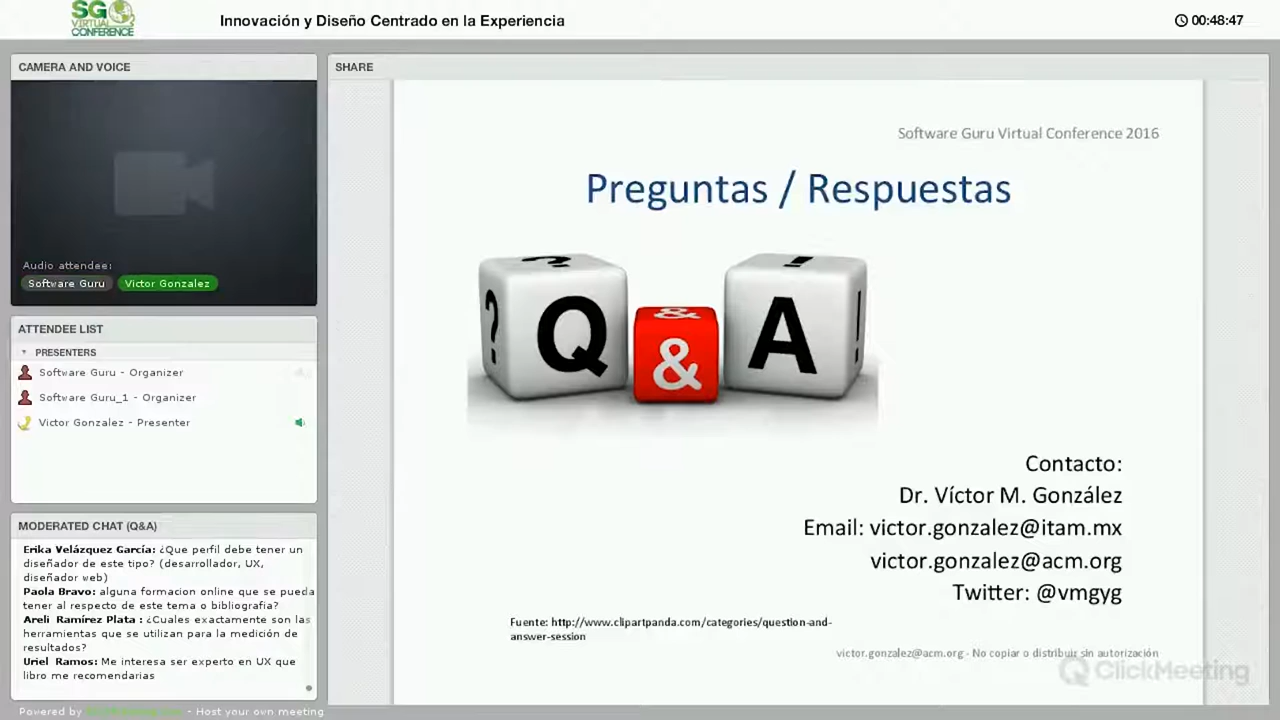 SG
VIRTUAL
CONFERENCE
Innovación y Diseño Centrado en la Experiencia
00:48:47
CAMERA AND VOICE
Audio attendee:
Software Guru
Victor Gonzalez
ATTENDEE LIST
PRESENTERS
Software Guru - Organizer
Software Guru_1 - Organizer
Victor Gonzalez - Presenter
MODERATED CHAT (Q&A)
Erika Velázquez García: ¿Que perfil debe tener un
diseñador de este tipo? (desarrollador, UX,
diseñador web)
Paola Bravo: alguna formacion online que se pueda
tener al respecto de este tema o bibliografia?
Areli Ramírez Plata : ¿Cuales exactamente son las
herramientas que se utilizan para la medición de
resultados?
Uriel Ramos: Me interesa ser experto en UX que
libro me recomendarias
Powered by - Host your own meeting
SHARE
Software Guru Virtual Conference 2016
Preguntas / Respuestas
? ? Q & & A ! !
Contacto:
Dr. Víctor M. González
Email: victor.gonzalez@itam.mx
victor.gonzalez@acm.org
Twitter: @vmgyg
Fuente: http://www.clipartpanda.com/categories/question-and-
answer-session
victor.gonzalez@acm.org - No copiar o distribuir sin autorización
ClickMeeting